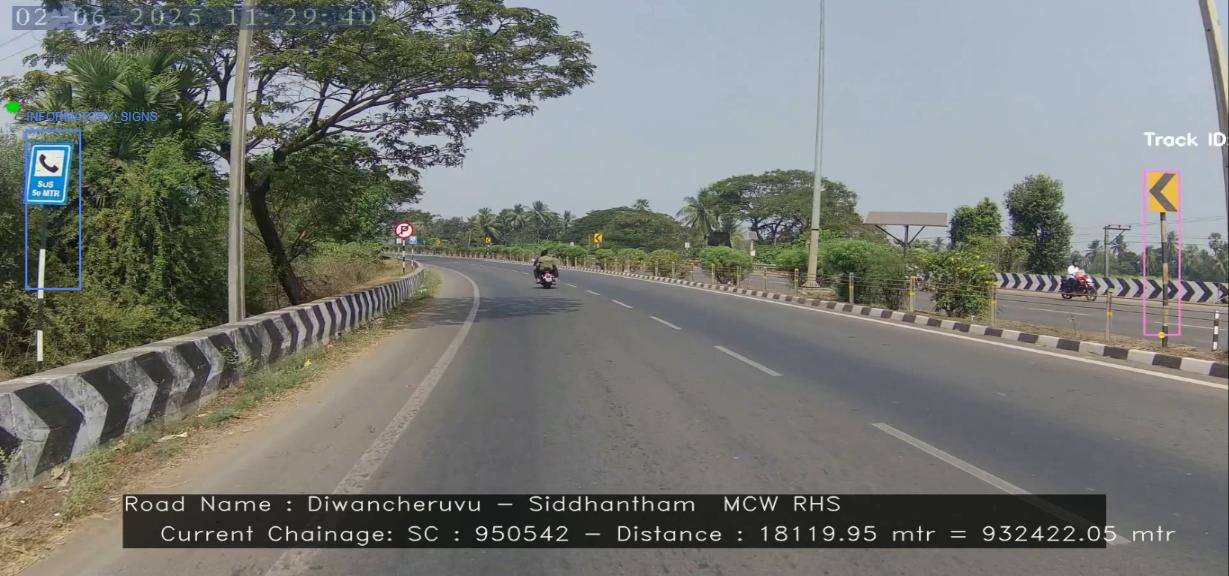 02-06-2025 11:29:40
INFORMATORY_SIGNS
SOS
50 MTR
Track ID
P
Road Name : Diwancheruvu - Siddhantham MCW RHS
Current Chainage: SC : 950542 - Distance : 18119.95 mtr = 932422.05 mtr